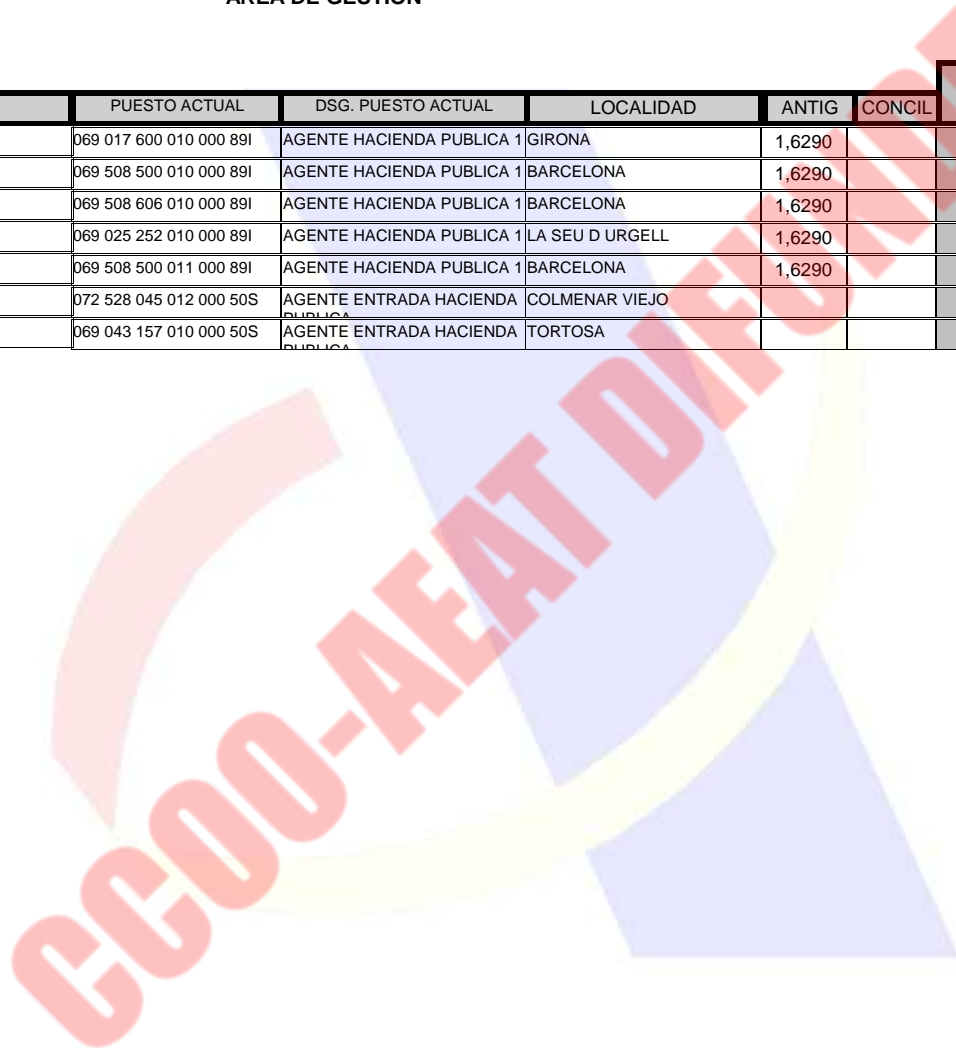 AREA DE GESTION
PUESTO ACTUAL DSG. PUESTO ACTUAL LOCALIDAD ANTIG CONCIL
069 017 600 010 000 89I AGENTE HACIENDA PUBLICA 1 GIRONA 1,6290
069 508 500 010 000 89I AGENTE HACIENDA PUBLICA 1 BARCELONA 1,6290
069 508 606 010 000 89I AGENTE HACIENDA PUBLICA 1 BARCELONA 1,6290
069 025 252 010 000 89I AGENTE HACIENDA PUBLICA 1 LA SEU D URGELL 1,6290
069 508 500 011 000 89I AGENTE HACIENDA PUBLICA 1 BARCELONA 1,6290
072 528 045 012 000 50S AGENTE ENTRADA HACIENDA COLMENAR VIEJO
PUBLICA
069 043 157 010 000 50S AGENTE ENTRADA HACIENDA TORTOSA
PUBLICA
CCOO-AEAT